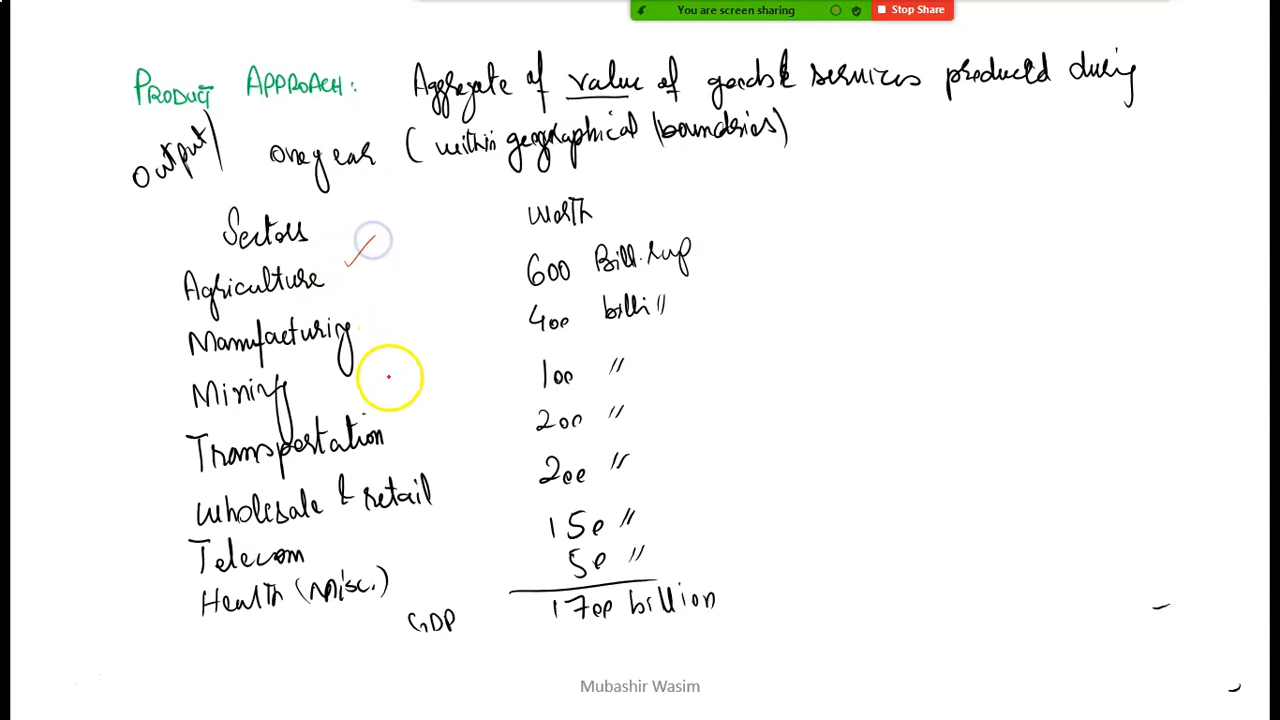 You are screen sharing Stop Share
PRODUCT APPROACH: Aggregate of value of goods & services produced during
output/ one year (within geographical boundries)
Sectors worth
Agriculture 600 Bill. rup
Manufacturing 400 billi "
Mining 100 "
Transportation 200 "
Wholesale & retail 200 "
Telecom 150 "
Health (Misc.) 50 "
GDP 1700 billion
Mubashir Wasim